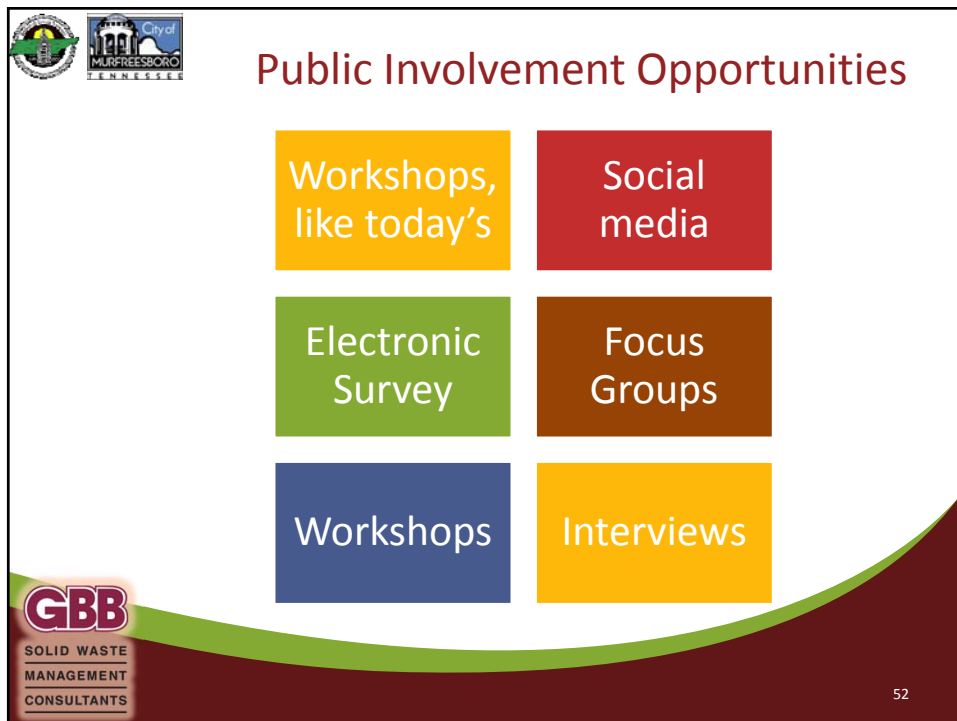 City of
MURFREESBORO
TENNESSEE
Public Involvement Opportunities
Workshops,
like today's
Social
media
Electronic
Survey
Focus
Groups
Workshops
Interviews
GBB
SOLID WASTE
MANAGEMENT
CONSULTANTS
52